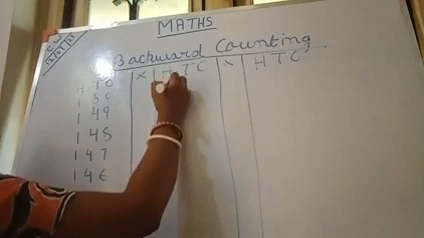 MATHS
C.W
Backward Counting
H T O X H T O X H T O
1 5 0
1 4 9
1 4 8
1 4 7
1 4 6